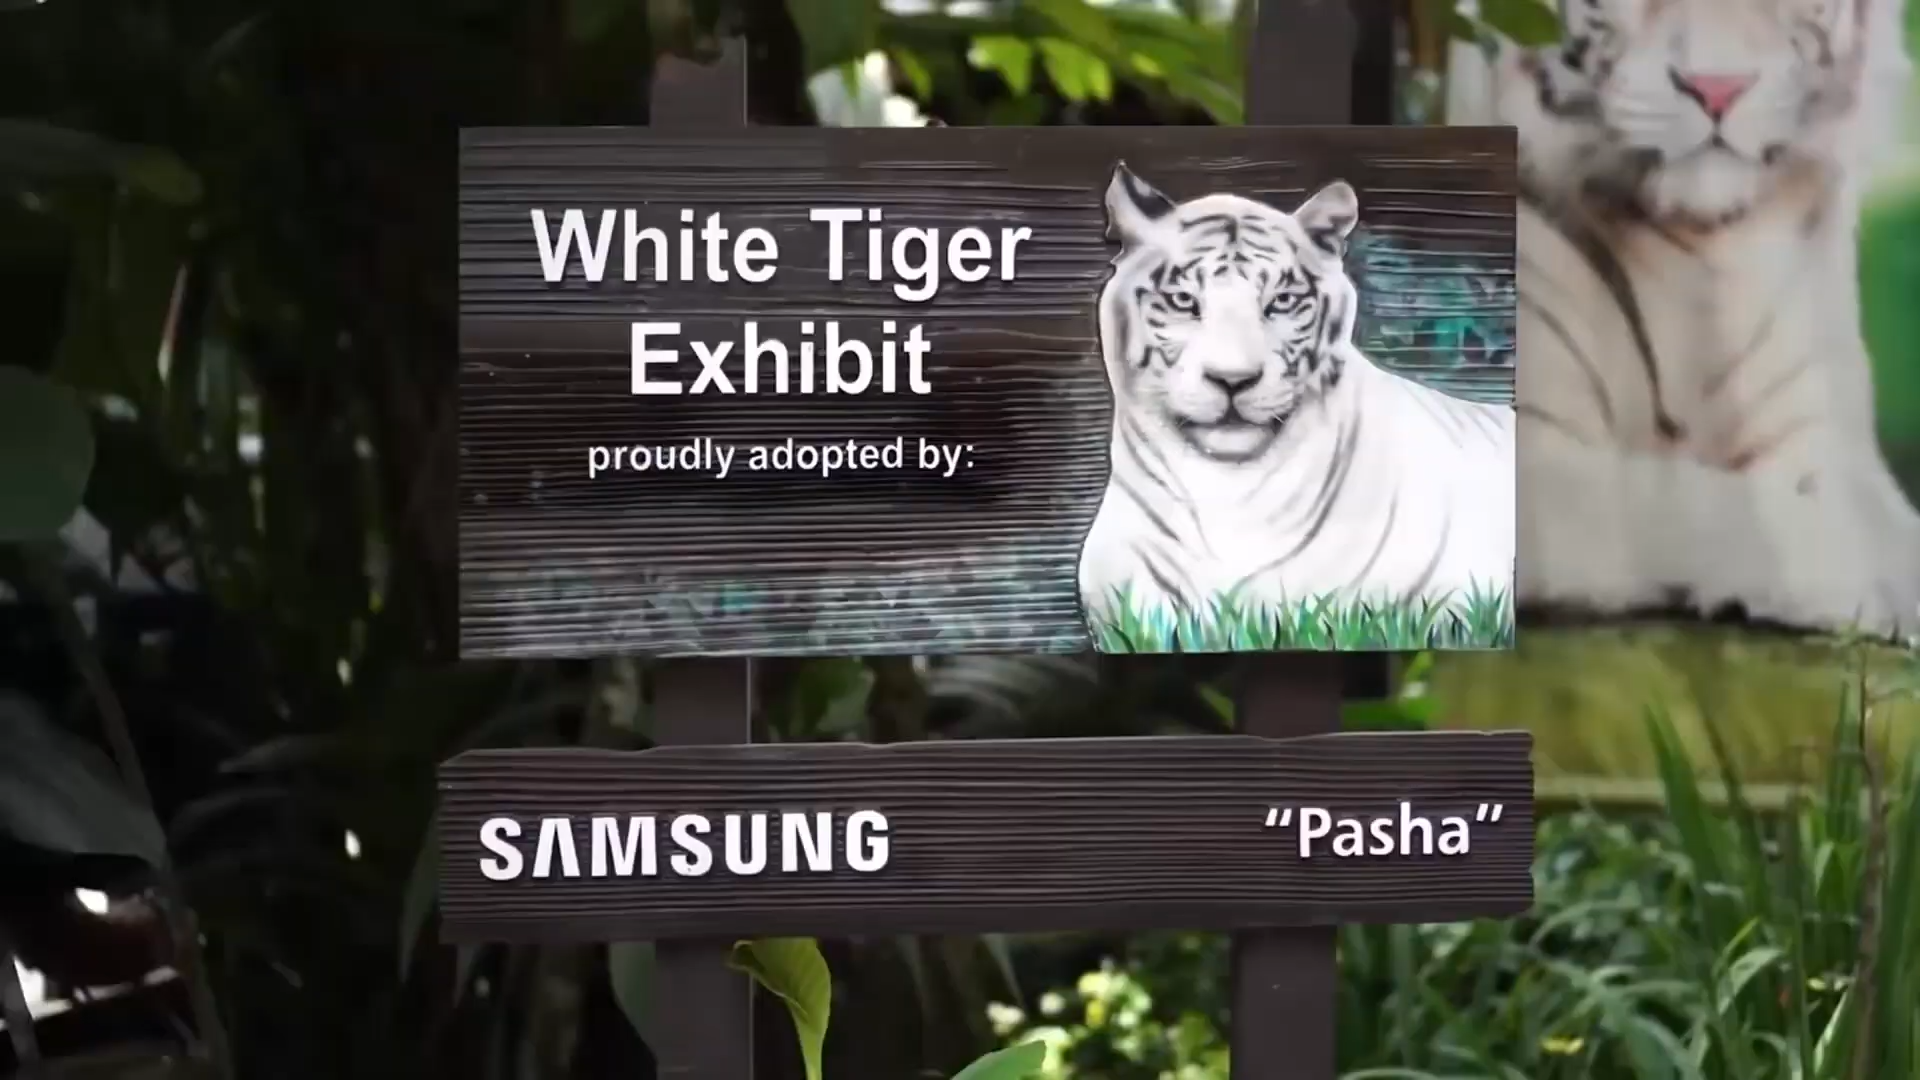 White Tiger
Exhibit
proudly adopted by:
SAMSUNG “Pasha”